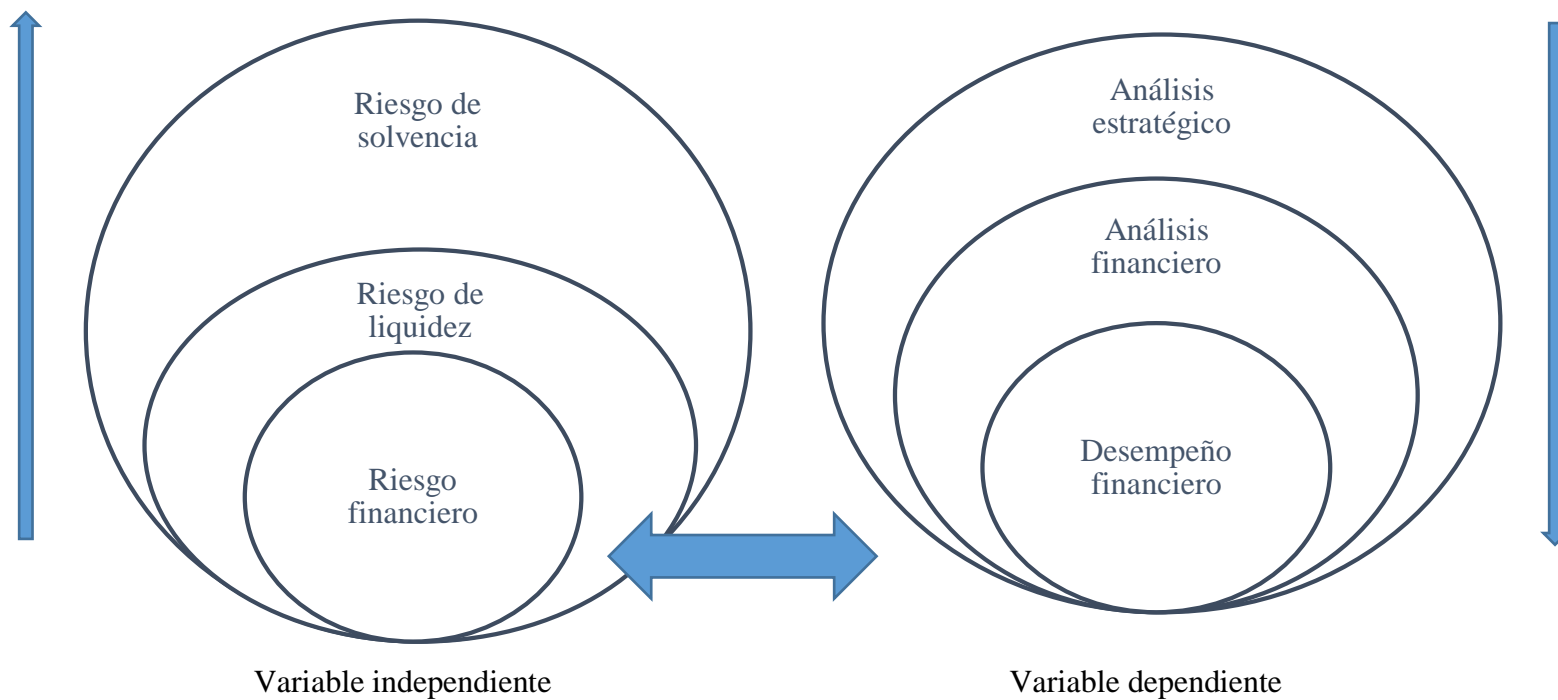 Riesgo de
solvencia
Riesgo de
liquidez
Riesgo
financiero
Variable independiente
Análisis
estratégico
Análisis
financiero
Desempeño
financiero
Variable dependiente